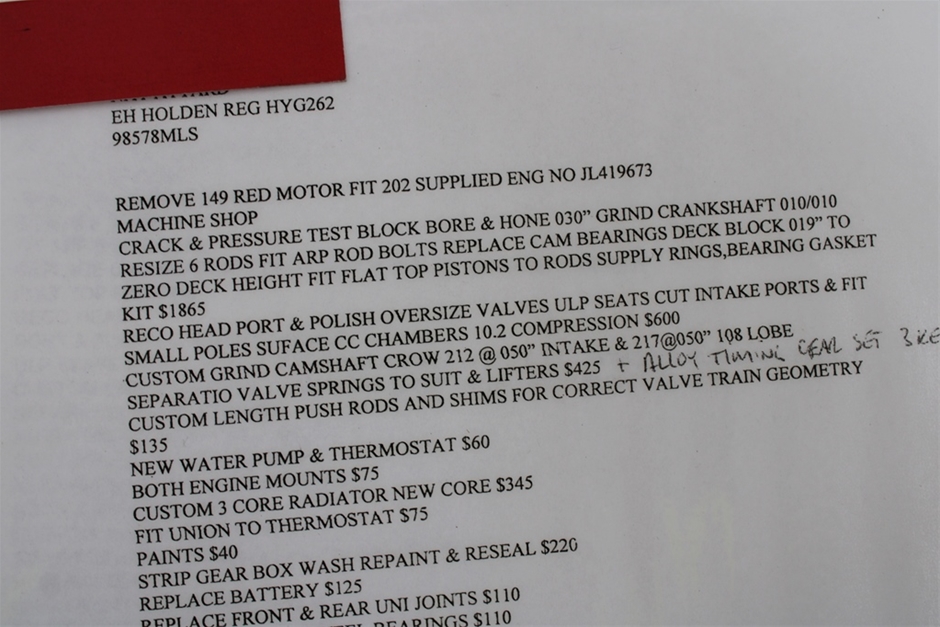 EH HOLDEN REG HYG262
98578MLS
REMOVE 149 RED MOTOR FIT 202 SUPPLIED ENG NO JL419673
MACHINE SHOP
CRACK & PRESSURE TEST BLOCK BORE & HONE 030” GRIND CRANKSHAFT 010/010
RESIZE 6 RODS FIT ARP ROD BOLTS REPLACE CAM BEARINGS DECK BLOCK 019” TO
ZERO DECK HEIGHT FIT FLAT TOP PISTONS TO RODS SUPPLY RINGS,BEARING GASKET
KIT $1865
RECO HEAD PORT & POLISH OVERSIZE VALVES ULP SEATS CUT INTAKE PORTS & FIT
SMALL POLES SUFACE CC CHAMBERS 10.2 COMPRESSION $600
CUSTOM GRIND CAMSHAFT CROW 212 @ 050” INTAKE & 217@050” 108 LOBE
SEPARATIO VALVE SPRINGS TO SUIT & LIFTERS $425 + ALLOY TIMING GEAR SET
CUSTOM LENGTH PUSH RODS AND SHIMS FOR CORRECT VALVE TRAIN GEOMETRY
$135
NEW WATER PUMP & THERMOSTAT $60
BOTH ENGINE MOUNTS $75
CUSTOM 3 CORE RADIATOR NEW CORE $345
FIT UNION TO THERMOSTAT $75
PAINTS $40
STRIP GEAR BOX WASH REPAINT & RESEAL $220
REPLACE BATTERY $125
REPLACE FRONT & REAR UNI JOINTS $110
BEARINGS $110